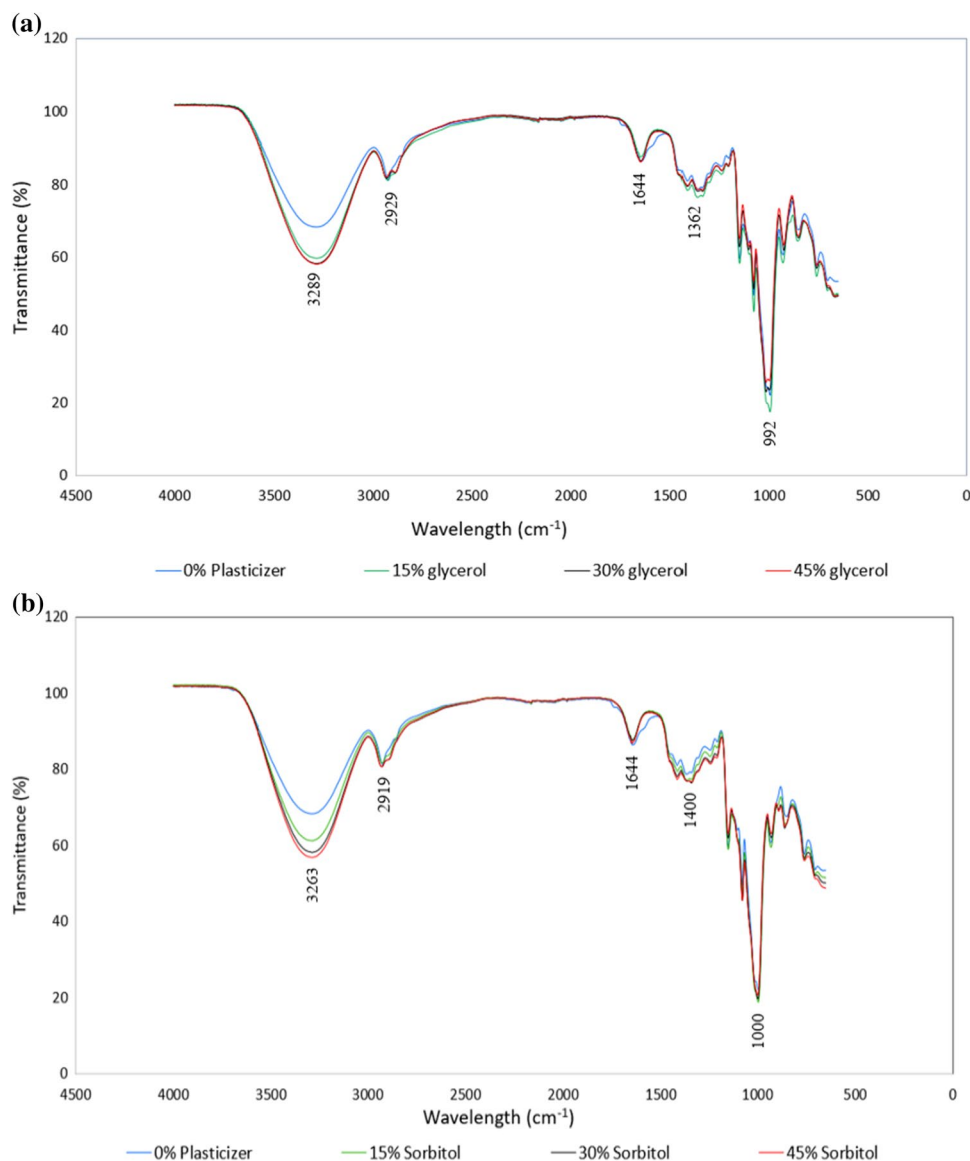 (a)
120
100
80
60
40
20
0
Transmittance (%)
3289
2929
1644
1362
992
4500 4000 3500 3000 2500 2000 1500 1000 500 0
Wavelength (cm-1)
0% Plasticizer 15% glycerol 30% glycerol 45% glycerol
(b)
120
100
80
60
40
20
0
Transmittance (%)
3263
2919
1644
1400
1000
4500 4000 3500 3000 2500 2000 1500 1000 500 0
Wavelength (cm-1)
0% Plasticizer 15% Sorbitol 30% Sorbitol 45% Sorbitol